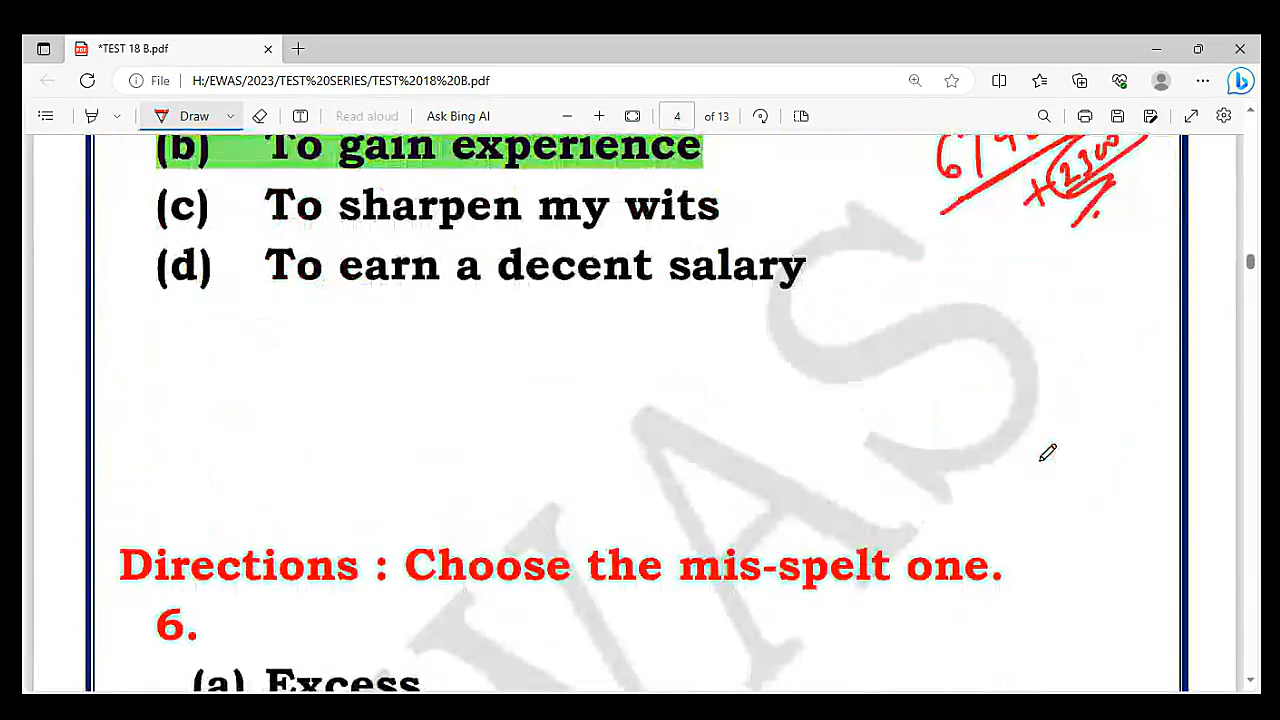 *TEST 18 B.pdf
File H:/EWAS/2023/TEST%20SERIES/TEST%2018%20B.pdf
Draw Read aloud Ask Bing AI 4 of 13
(b) To gain experience
(c) To sharpen my wits
(d) To earn a decent salary
Directions : Choose the mis-spelt one.
6.
(a) Excess